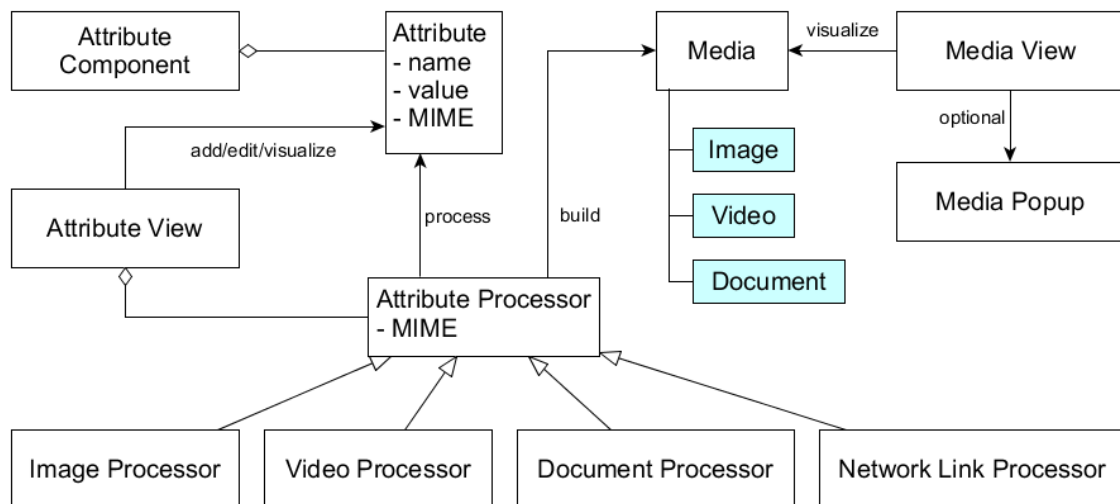 Attribute
Component
Attribute
- name
- value
- MIME
Media
visualize
Media View
add/edit/visualize
optional
Image
Attribute View
process
build
Video
Media Popup
Document
Attribute Processor
- MIME
Image Processor
Video Processor
Document Processor
Network Link Processor